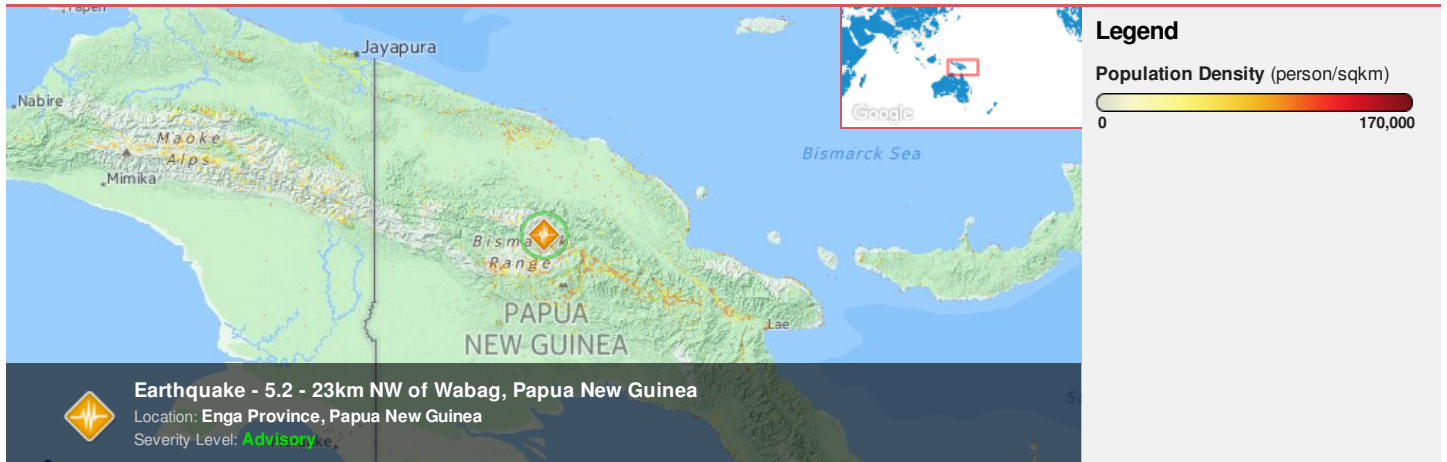 Jayapura
Nabire
Maoke
Alps
Mimika
Bismarck Sea
Range
PAPUA
NEW GUINEA
Lae
Google
Earthquake - 5.2 - 23km NW of Wabag, Papua New Guinea
Location: Enga Province, Papua New Guinea
Severity Level: Advisory
Legend
Population Density (person/sqkm)
0
170,000